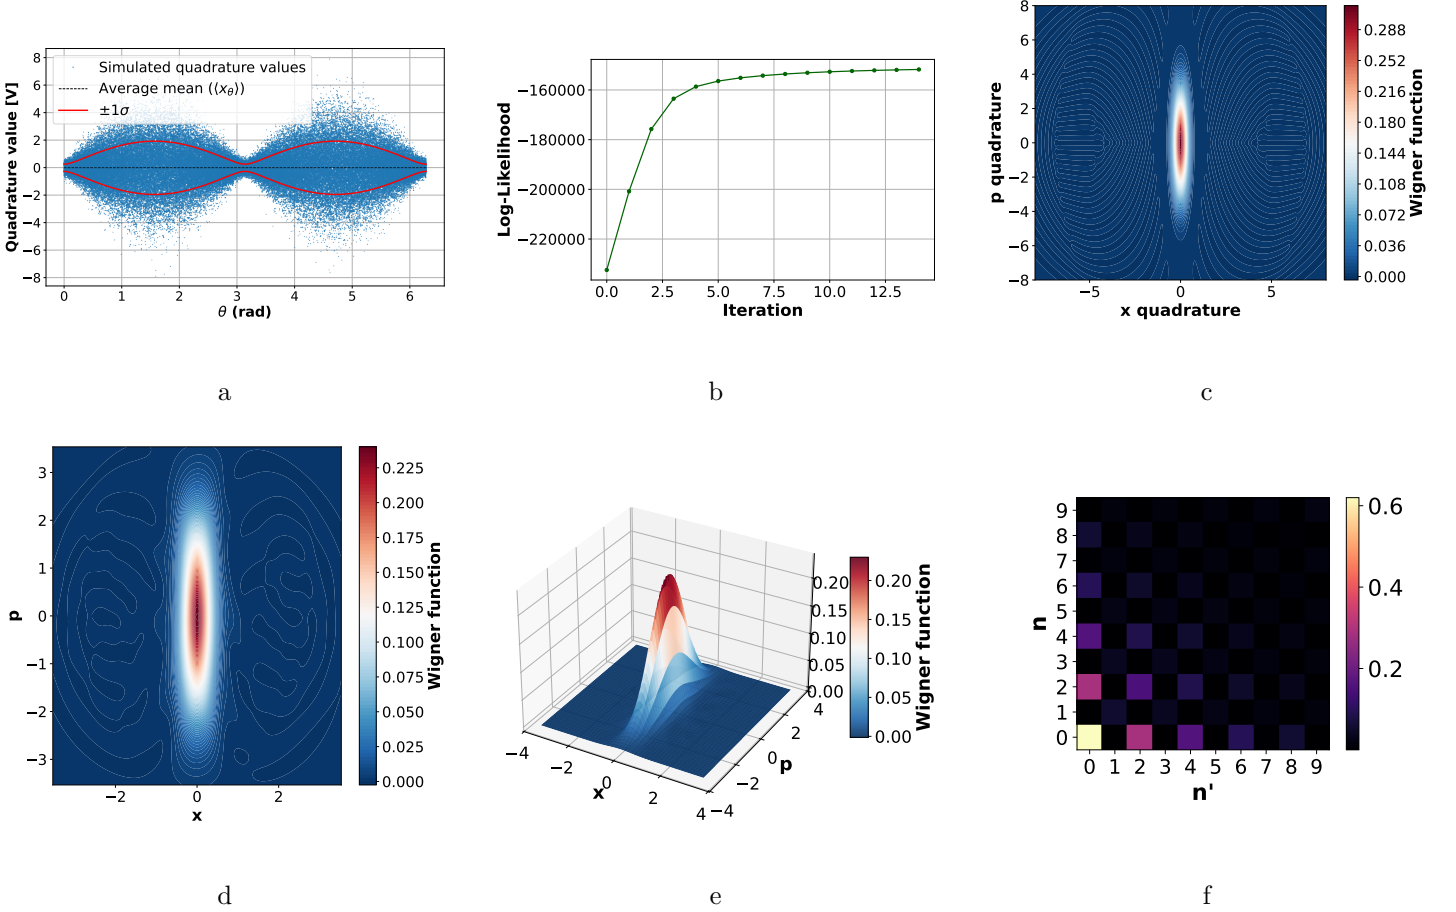 8
6
4
2
0
−2
−4
−6
−8
Quadrature value [V]
Simulated quadrature values
Average mean (⟨x_θ⟩)
±1σ
0 1 2 3 4 5 6
θ (rad)
a
−160000
−180000
−200000
−220000
Log-Likelihood
0.0 2.5 5.0 7.5 10.0 12.5
Iteration
b
8
6
4
2
0
−2
−4
−6
−8
p quadrature
−5 0 5
x quadrature
0.288
0.252
0.216
0.180
0.144
0.108
0.072
0.036
0.000
Wigner function
c
3
2
1
0
−1
−2
−3
p
−2 0 2
x
0.225
0.200
0.175
0.150
0.125
0.100
0.075
0.050
0.025
0.000
Wigner function
d
0.20
0.15
0.10
0.05
0.00
−4 −2 0 2 4
x
−4 −2 0 2 4
p
0.20
0.15
0.10
0.05
0.00
Wigner function
e
9
8
7
6
5
4
3
2
1
0
n
0 1 2 3 4 5 6 7 8 9
n'
0.6
0.4
0.2
f